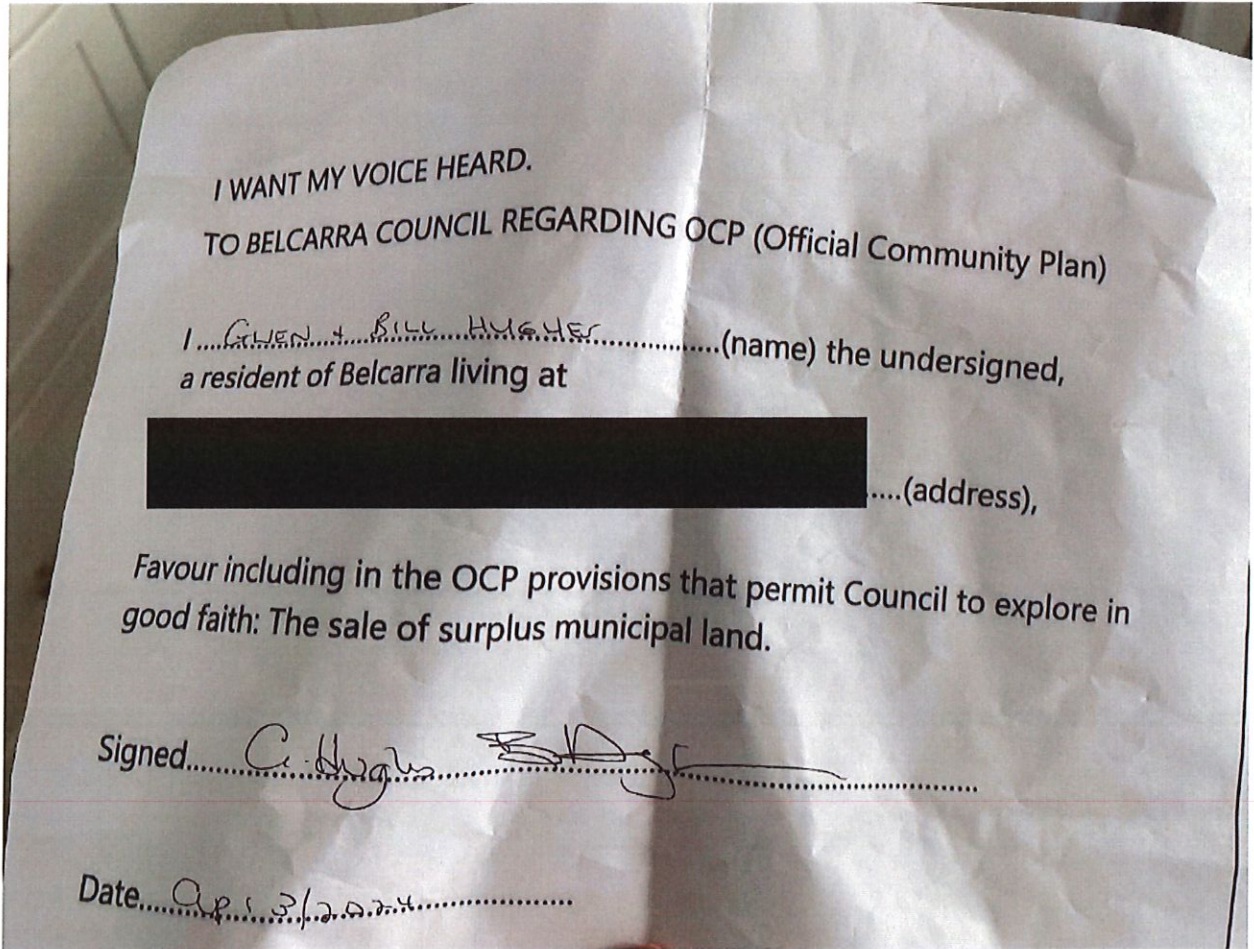 I WANT MY VOICE HEARD.
TO BELCARRA COUNCIL REGARDING OCP (Official Community Plan)
I....GWEN + BILL HUGHES....................(name) the undersigned,
a resident of Belcarra living at
.....(address),
Favour including in the OCP provisions that permit Council to explore in
good faith: The sale of surplus municipal land.
Signed...... G. Hughes
Date.... Apr 3/2024................